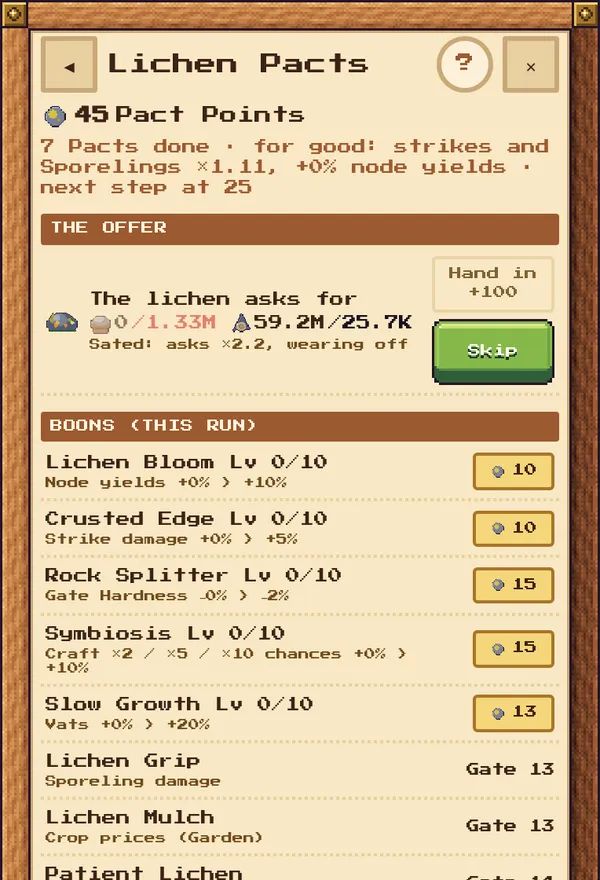 ◄ Lichen Pacts ? ×
45 Pact Points
7 Pacts done · for good: strikes and
Sporelings ×1.11, +0% node yields ·
next step at 25
THE OFFER
Hand in
+100
The lichen asks for
0/1.33M 59.2M/25.7K
Sated: asks ×2.2, wearing off
Skip
BOONS (THIS RUN)
Lichen Bloom Lv 0/10
Node yields +0% > +10%
10
Crusted Edge Lv 0/10
Strike damage +0% > +5%
10
Rock Splitter Lv 0/10
Gate Hardness -0% > -2%
15
Symbiosis Lv 0/10
Craft ×2 / ×5 / ×10 chances +0% >
+10%
15
Slow Growth Lv 0/10
Vats +0% > +20%
13
Lichen Grip
Sporeling damage
Gate 13
Lichen Mulch
Crop prices (Garden)
Gate 13
Patient Lichen